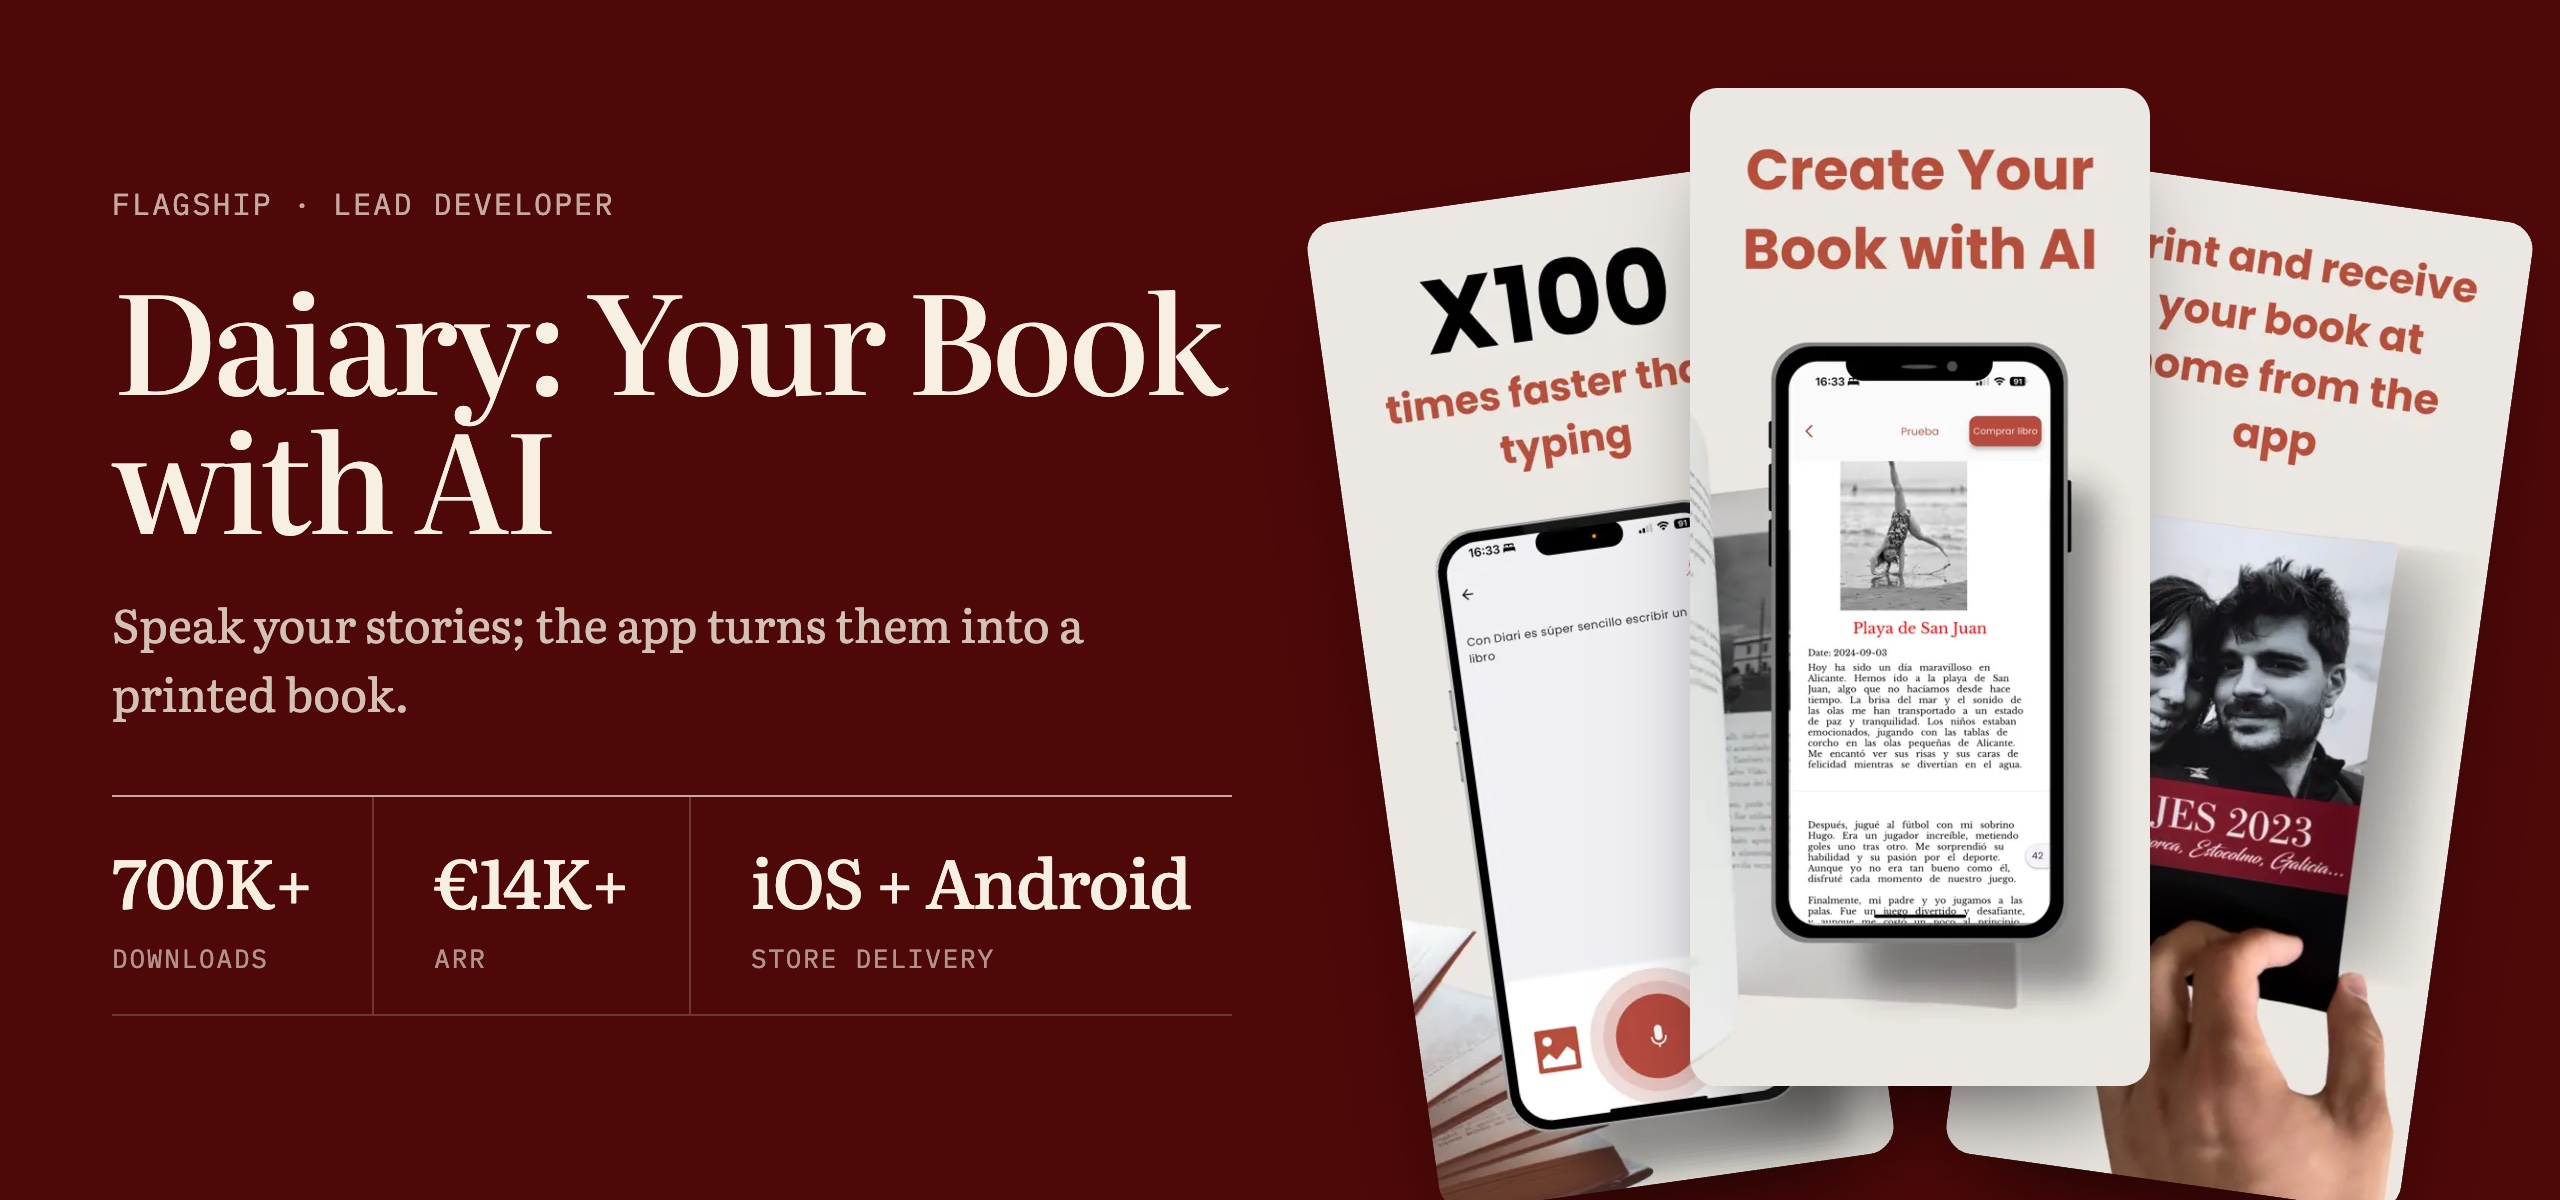 FLAGSHIP · LEAD DEVELOPER
Daiary: Your Book
with AI
Speak your stories; the app turns them into a
printed book.
700K+
DOWNLOADS
€14K+
ARR
iOS + Android
STORE DELIVERY
X100
times faster
typing
16:33
91
Con Diari es súper sencillo escribir un
libro
Create Your
Book with AI
16:33
91
Prueba
Comprar libro
Playa de San Juan
Date: 2024-09-03
Hoy ha sido un día maravilloso en
Alicante. Hemos ido a la playa de San
Juan, algo que no hacíamos desde hace
tiempo. La brisa del mar y el sonido de
las olas me han transportado a un estado
de paz y tranquilidad. Los niños estaban
emocionados, jugando con las tablas de
corcho en las olas pequeñas de Alicante.
Me encantó ver sus risas y sus caras de
felicidad mientras se divertían en el agua.
Después, jugué al fútbol con mi sobrino
Hugo. Era un jugador increíble, metiendo
goles uno tras otro. Me sorprendió su
habilidad y su pasión por el deporte.
Aunque yo no era tan bueno como él,
disfruté cada momento de nuestro juego.
42
Finalmente, mi padre y yo jugamos a las
palas. Fue un juego divertido y desafiante,
y aunque me costó un poco al principio
and receive
your book at
from the
app
2023
Estocolmo, Galicia...